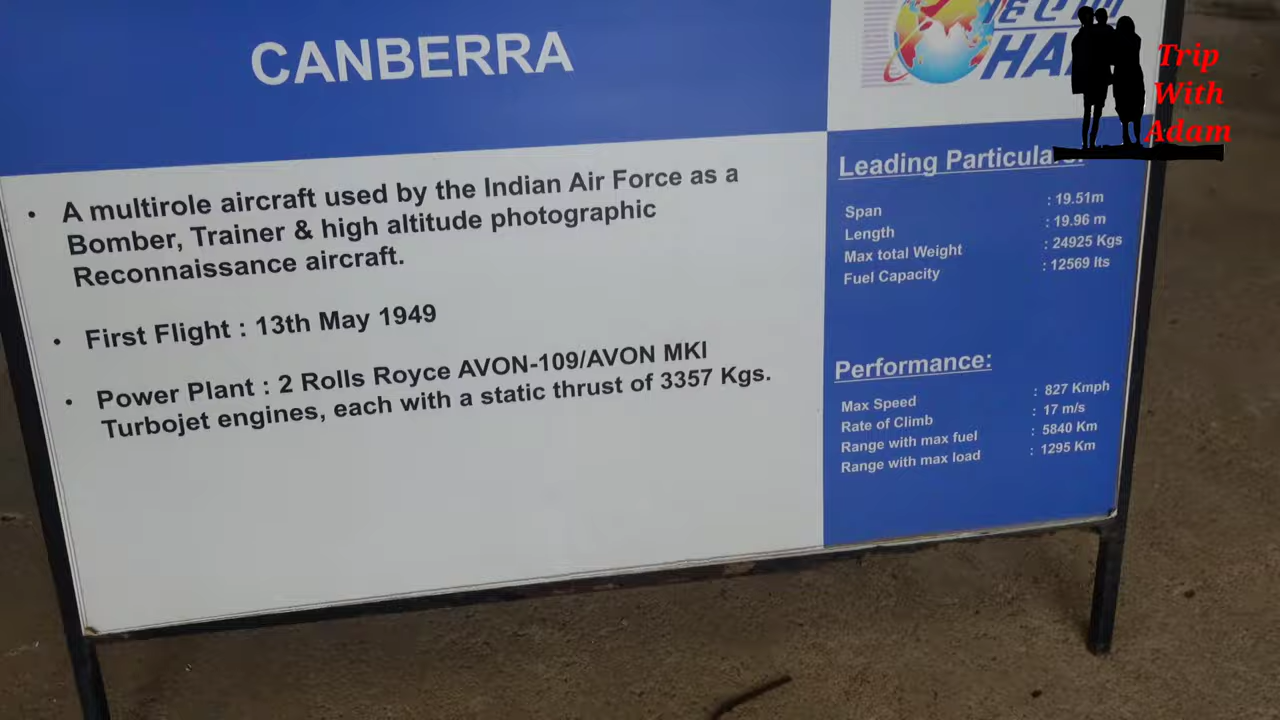 CANBERRA
Trip
With
Adam
• A multirole aircraft used by the Indian Air Force as a
Bomber, Trainer & high altitude photographic
Reconnaissance aircraft.
• First Flight : 13th May 1949
• Power Plant : 2 Rolls Royce AVON-109/AVON MKI
Turbojet engines, each with a static thrust of 3357 Kgs.
Leading Particulars:
Span : 19.51m
Length : 19.96 m
Max total Weight : 24925 Kgs
Fuel Capacity : 12569 lts
Performance:
Max Speed : 827 Kmph
Rate of Climb : 17 m/s
Range with max fuel : 5840 Km
Range with max load : 1295 Km